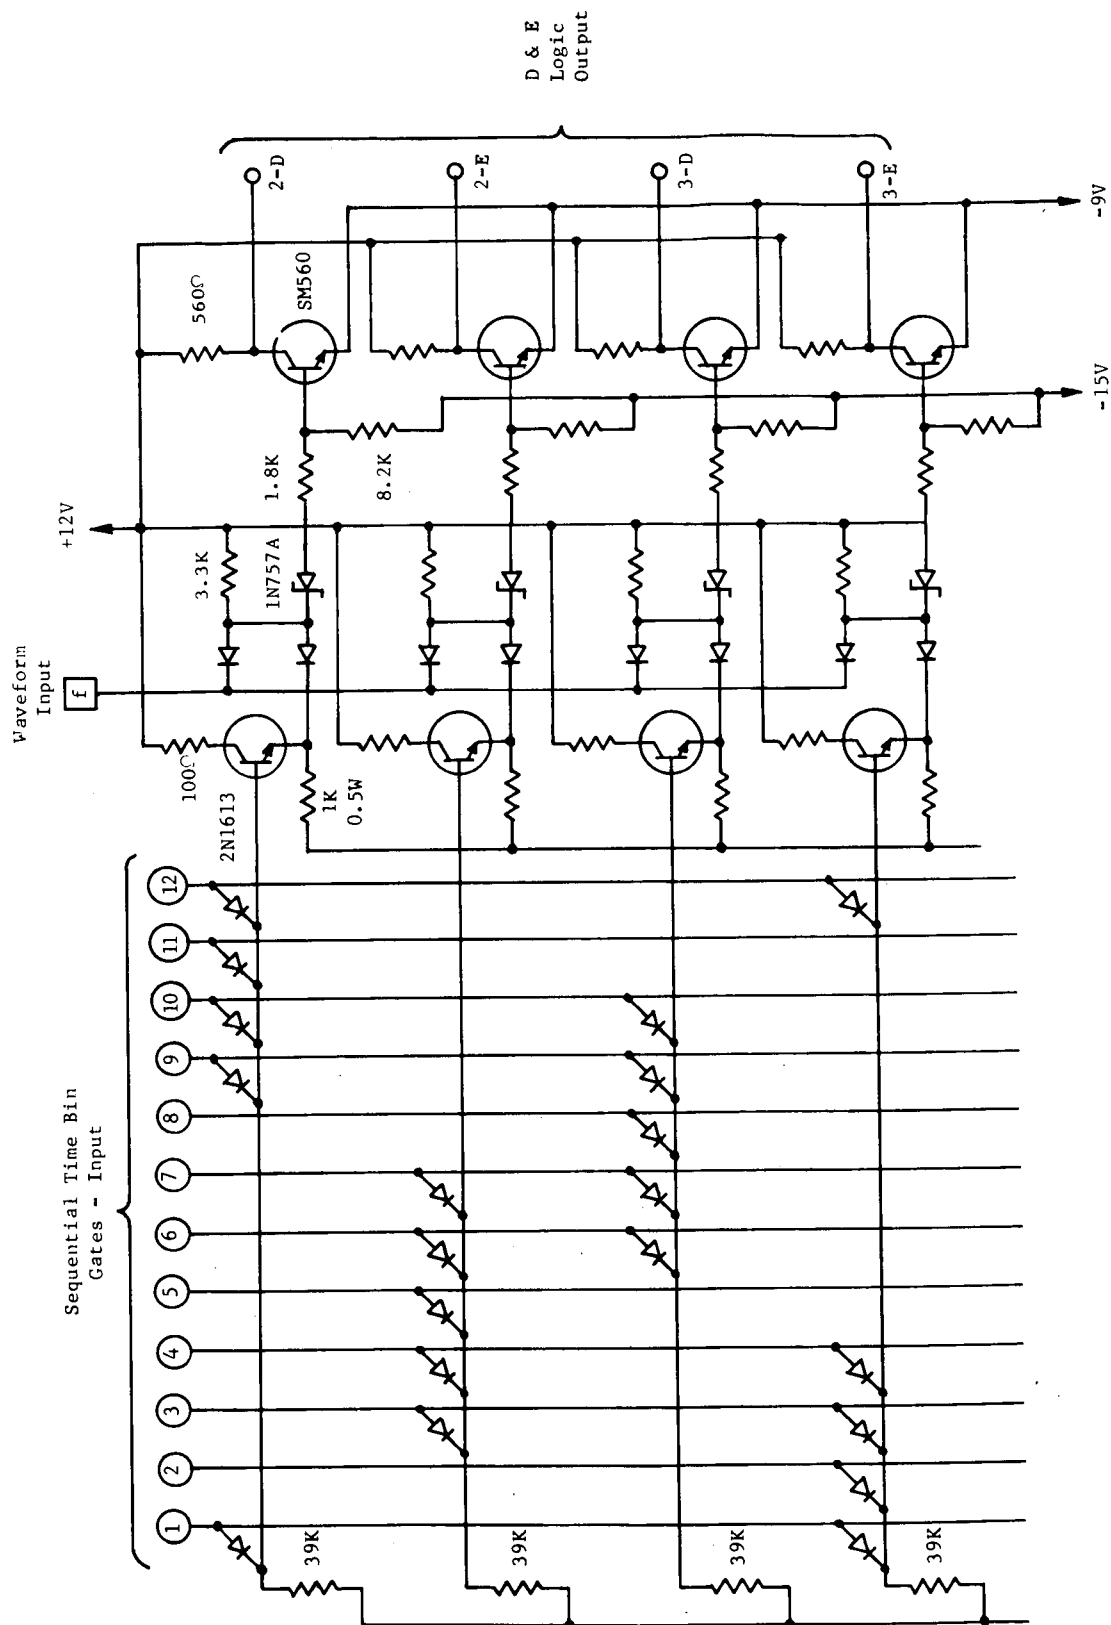 Sequential Time Bin
Gates - Input
1
2
3
4
5
6
7
8
9
10
11
12
Waveform
Input
f
+12V
39K
39K
39K
39K
2N1613
100Ω
1K
0.5W
3.3K
1N757A
1.8K
8.2K
560Ω
SM560
2-D
2-E
3-D
3-E
-15V
-9V
D & E
Logic
Output